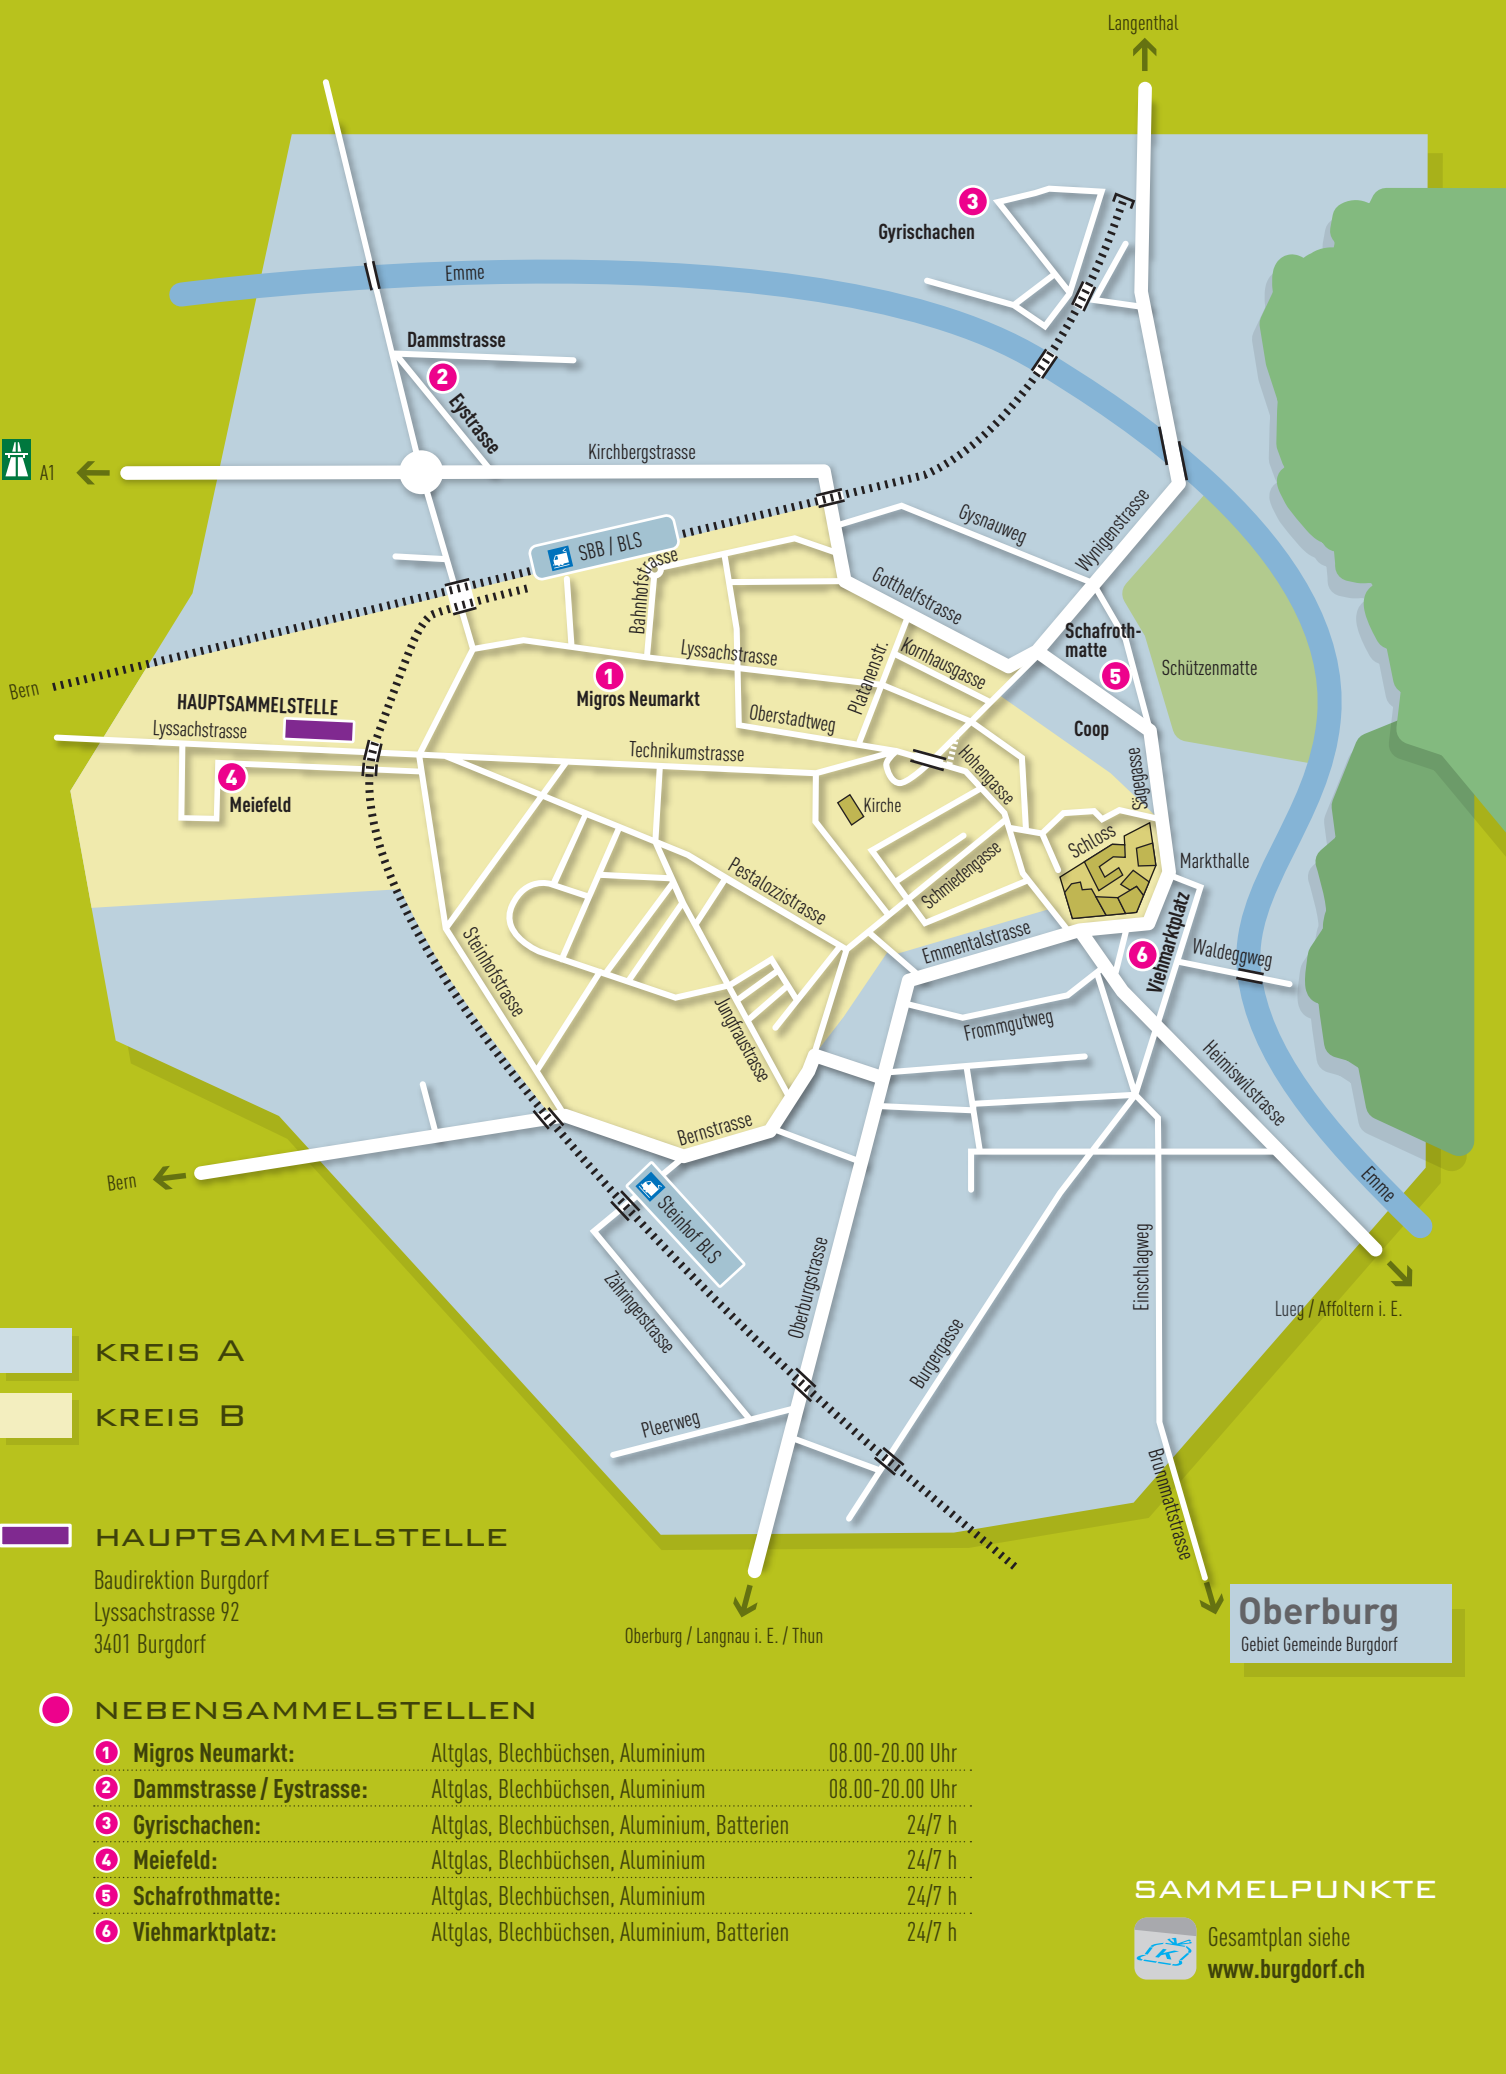 Langenthal
3
Gyrischachen
Emme
Dammstrasse
2
Eystrasse
Kirchbergstrasse
A1
SBB / BLS
Bahnhofstrasse
Gysnauweg
Wynigenstrasse
Gotthelfstrasse
Schafroth-
matte
5
Schützenmatte
Lyssachstrasse
Platanenstr.
Kornhausgasse
1
Migros Neumarkt
Bern
HAUPTSAMMELSTELLE
Lyssachstrasse
Oberstadtweg
Coop
Technikumstrasse
Hohengasse
Sägegasse
4
Meiefeld
Kirche
Schloss
Markthalle
Pestalozzistrasse
Schmiedengasse
Viehmarktplatz
Emmentalstrasse
6
Waldeggweg
Steinhofstrasse
Jungfraustrasse
Frommgutweg
Heimiswilstrasse
Bernstrasse
Bern
Emme
Steinhof BLS
Zähringerstrasse
Oberburgstrasse
Einschlagweg
Burgergasse
Lueg / Affoltern i. E.
Pleerweg
Brunnmattstrasse
Oberburg / Langnau i. E. / Thun
Oberburg
Gebiet Gemeinde Burgdorf
KREIS A
KREIS B
HAUPTSAMMELSTELLE
Baudirektion Burgdorf
Lyssachstrasse 92
3401 Burgdorf
NEBENSAMMELSTELLEN
1 Migros Neumarkt: Altglas, Blechbüchsen, Aluminium 08.00-20.00 Uhr
2 Dammstrasse / Eystrasse: Altglas, Blechbüchsen, Aluminium 08.00-20.00 Uhr
3 Gyrischachen: Altglas, Blechbüchsen, Aluminium, Batterien 24/7 h
4 Meiefeld: Altglas, Blechbüchsen, Aluminium 24/7 h
5 Schafrothmatte: Altglas, Blechbüchsen, Aluminium 24/7 h
6 Viehmarktplatz: Altglas, Blechbüchsen, Aluminium, Batterien 24/7 h
SAMMELPUNKTE
K
Gesamtplan siehe
www.burgdorf.ch